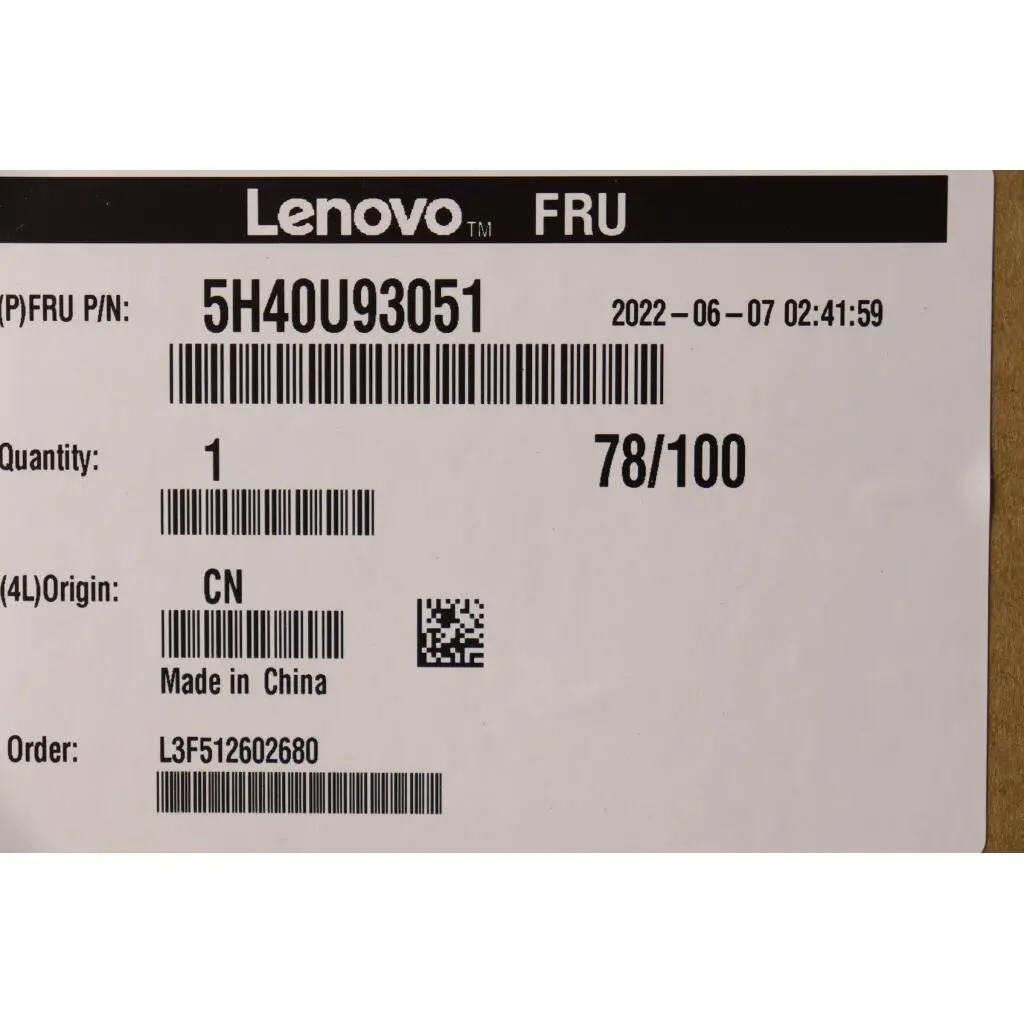 Lenovo™ FRU
(P)FRU P/N: 5H40U93051 2022-06-07 02:41:59
Quantity: 1 78/100
(4L)Origin: CN
Made in China
Order: L3F512602680